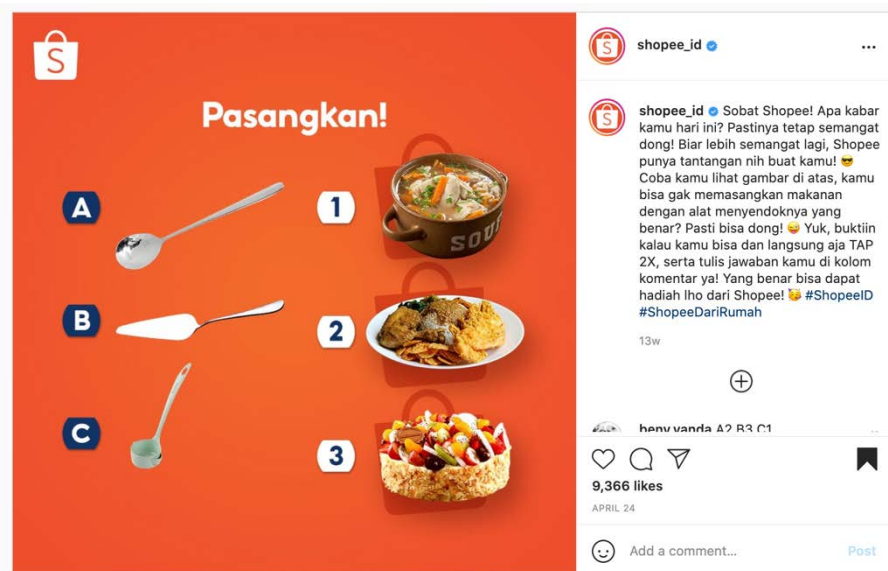 S
Pasangkan!
A
1
SOUP
B
2
C
3
shopee_id
shopee_id Sobat Shopee! Apa kabar
kamu hari ini? Pastinya tetap semangat
dong! Biar lebih semangat lagi, Shopee
punya tantangan nih buat kamu! 😎
Coba kamu lihat gambar di atas, kamu
bisa gak memasangkan makanan
dengan alat menyendoknya yang
benar? Pasti bisa dong! 😜 Yuk, buktiin
kalau kamu bisa dan langsung aja TAP
2X, serta tulis jawaban kamu di kolom
komentar ya! Yang benar bisa dapat
hadiah lho dari Shopee! 🥳 #ShopeeID
#ShopeeDariRumah
13w
beny.vanda A2 B3 C1
9,366 likes
APRIL 24
Add a comment...
Post